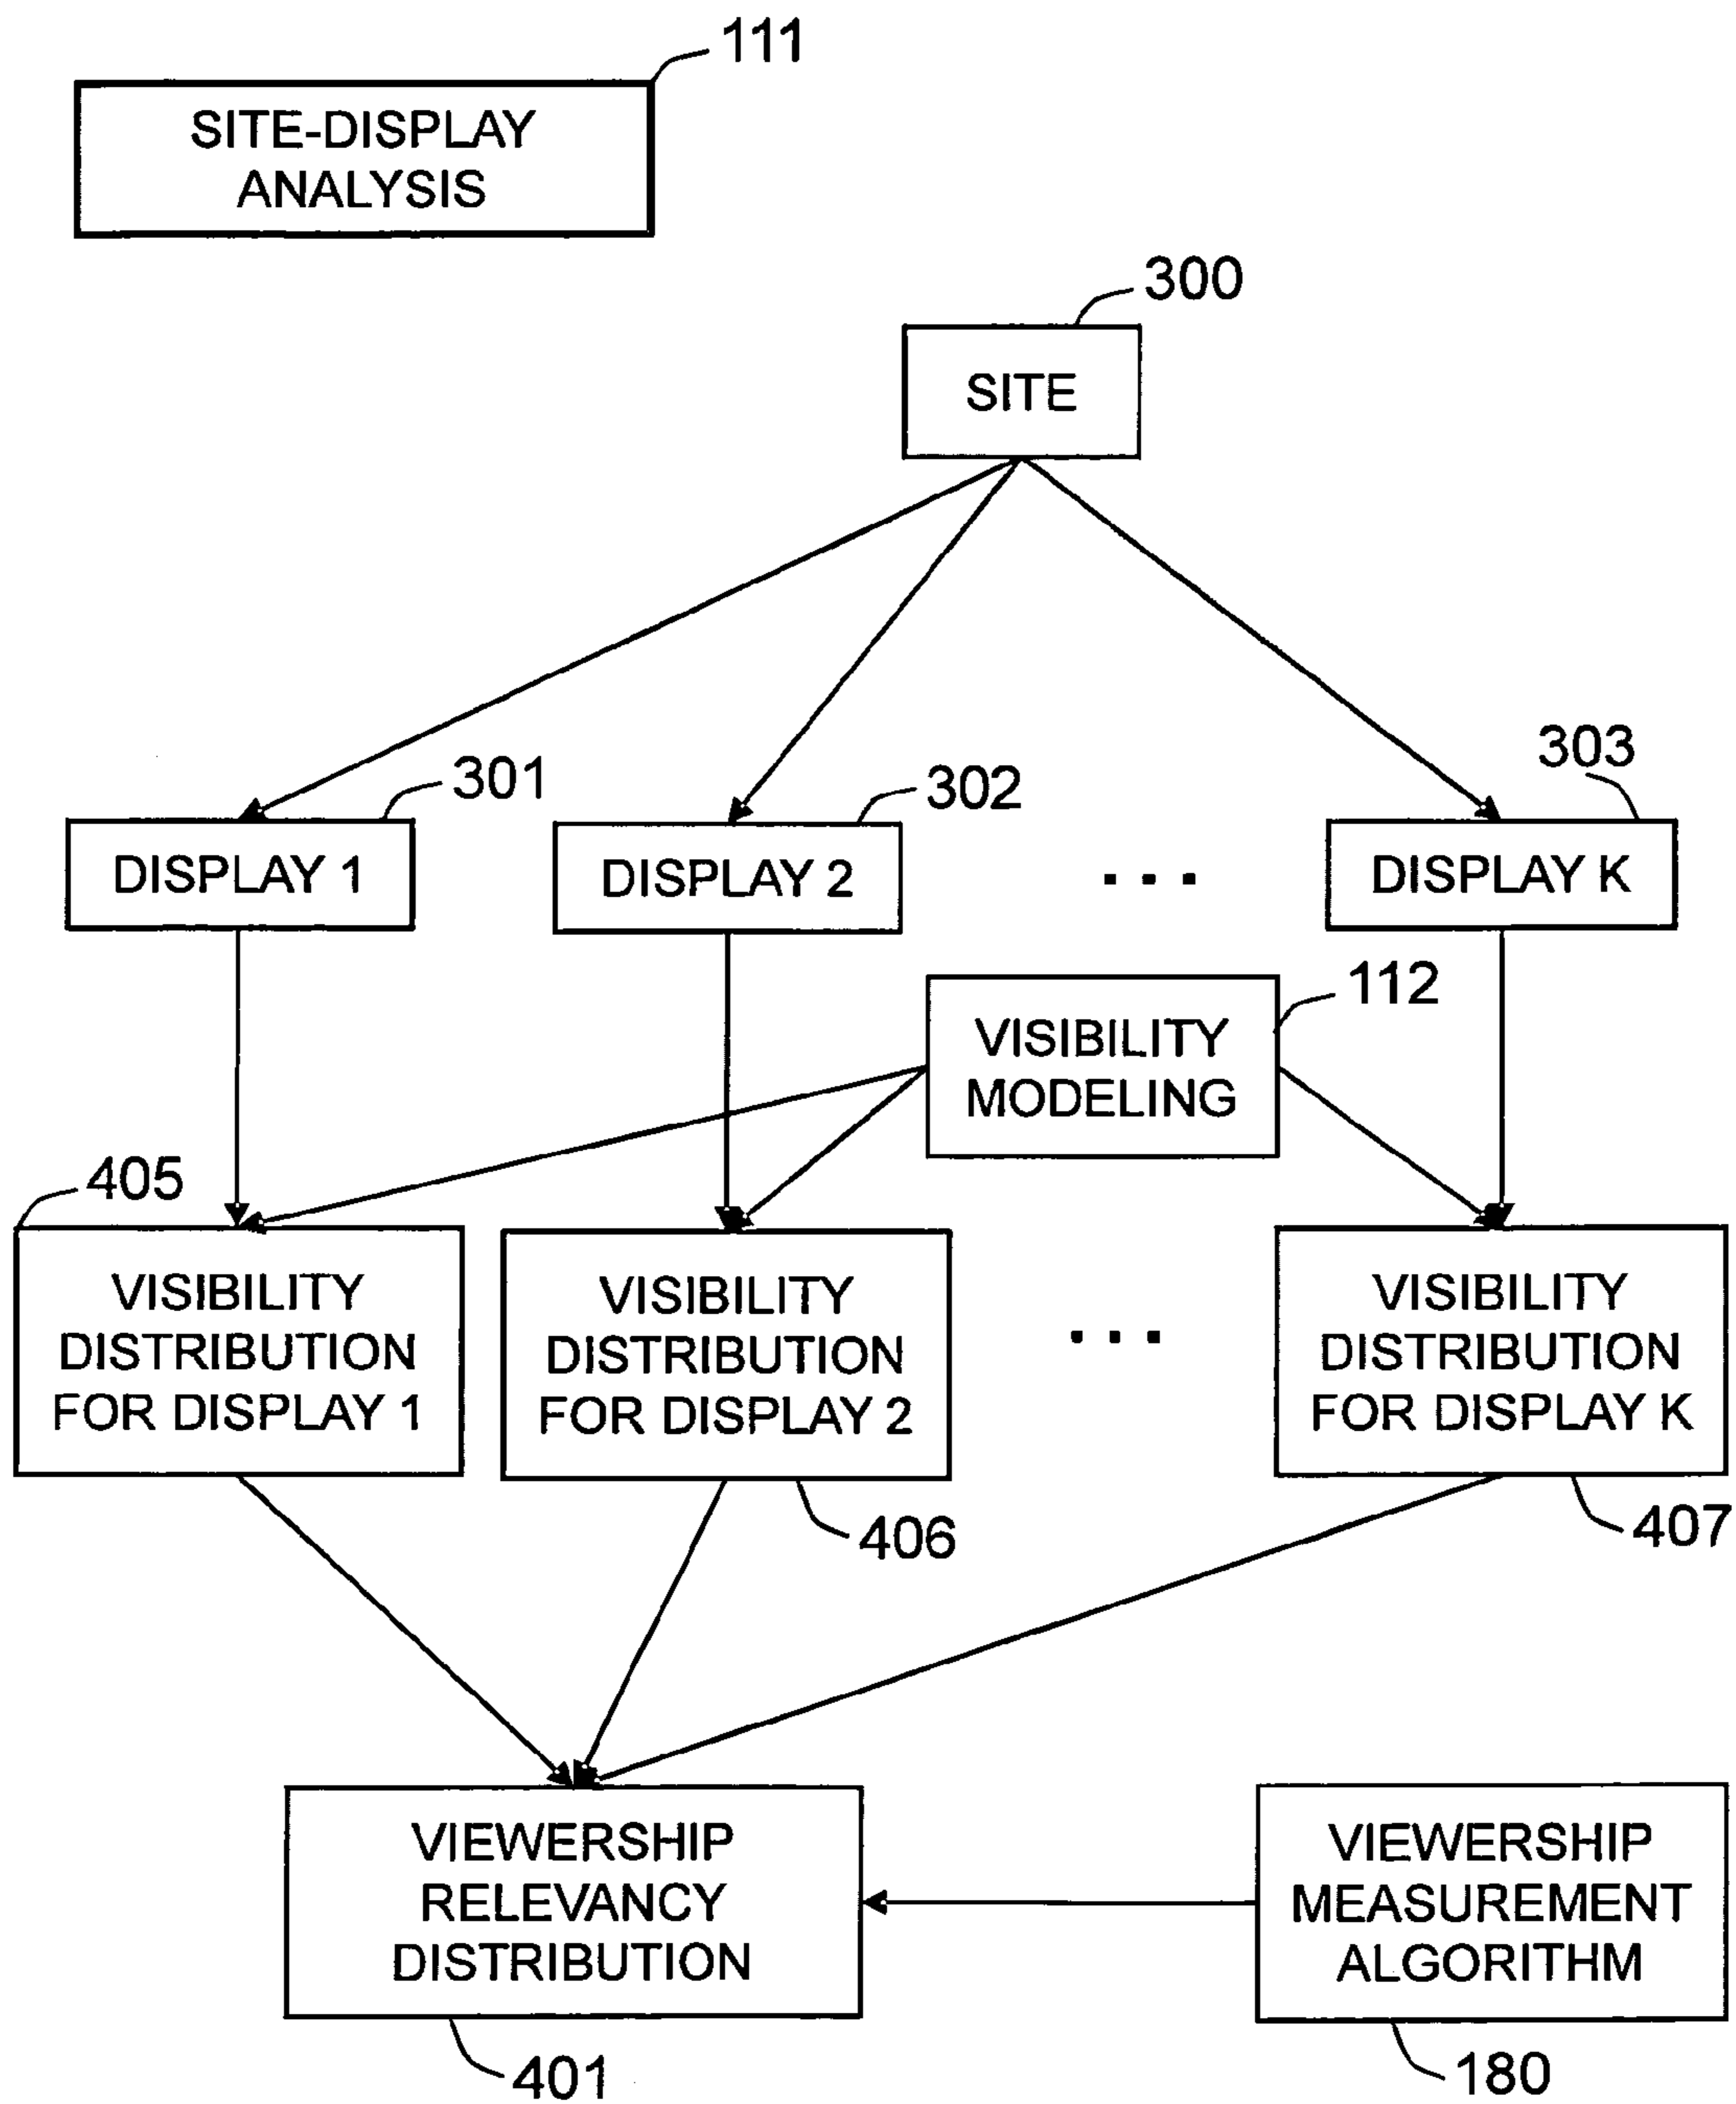 111
SITE-DISPLAY
ANALYSIS
300
SITE
301
302
303
DISPLAY 1
DISPLAY 2
...
DISPLAY K
112
VISIBILITY
MODELING
405
VISIBILITY
DISTRIBUTION
FOR DISPLAY 1
VISIBILITY
DISTRIBUTION
FOR DISPLAY 2
...
VISIBILITY
DISTRIBUTION
FOR DISPLAY K
406
407
VIEWERSHIP
RELEVANCY
DISTRIBUTION
VIEWERSHIP
MEASUREMENT
ALGORITHM
401
180